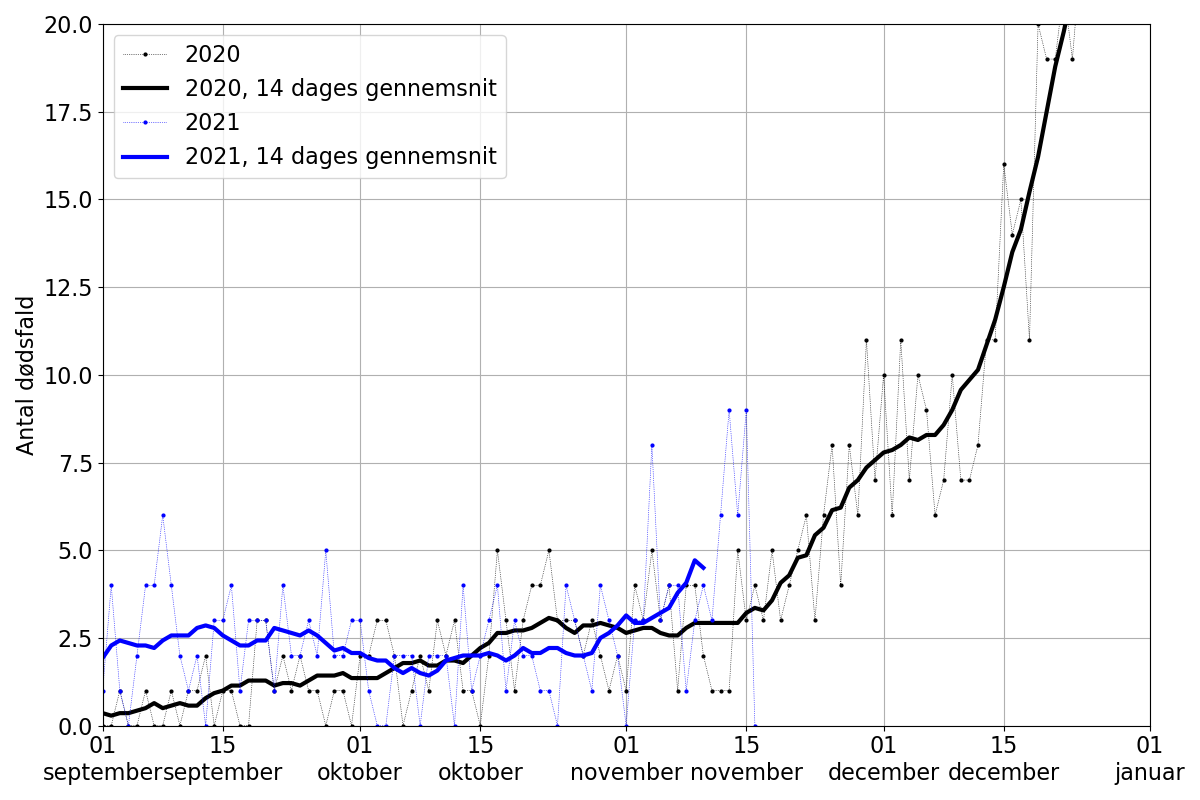 20.0
17.5
15.0
12.5
10.0
7.5
5.0
2.5
0.0
Antal dødsfald
2020
2020, 14 dages gennemsnit
2021
2021, 14 dages gennemsnit
01 15 01 15 01 15 01 15 01
september september oktober oktober november november december december januar